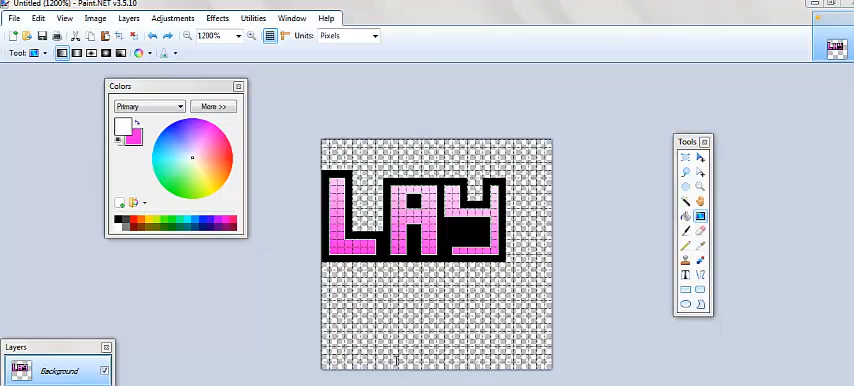 Untitled (1200%) - Paint.NET v3.5.10
File Edit View Image Layers Adjustments Effects Utilities Window Help
1200% Units: Pixels
Tool:
Colors
Primary More >>
LAy
Tools
T
Layers
Background